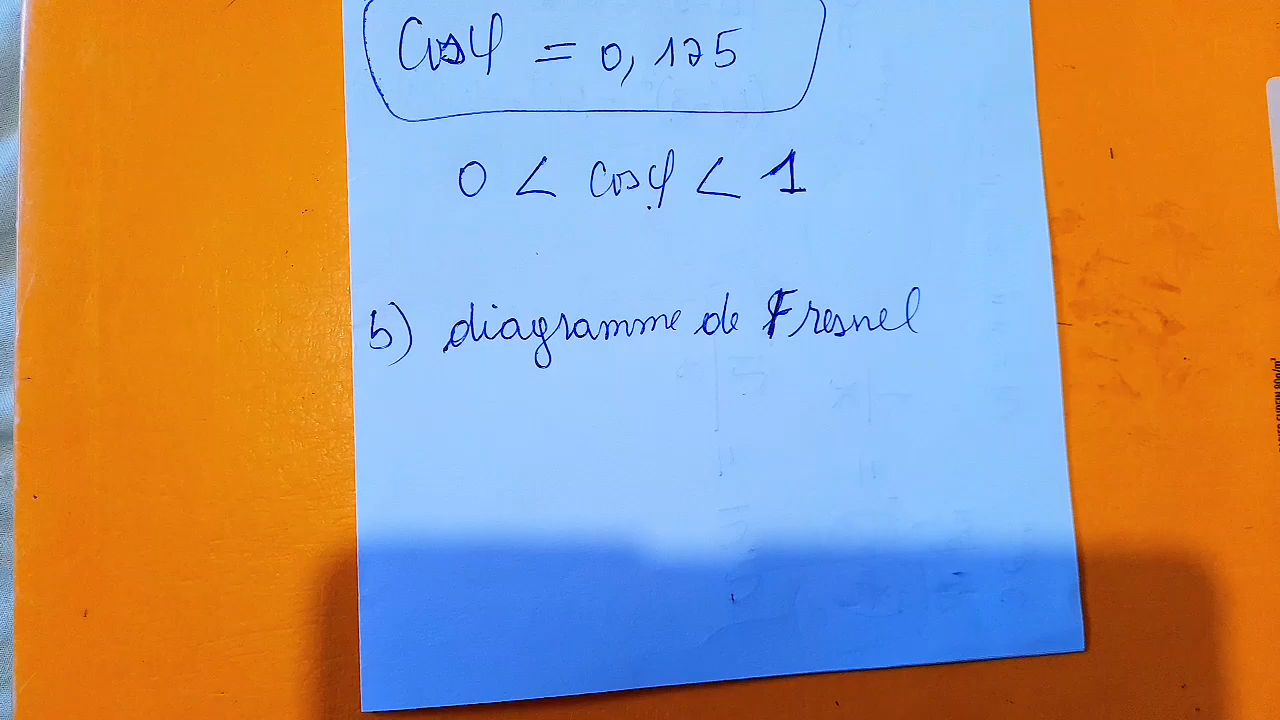 Cosφ = 0,125
0 < cosφ < 1
b) diagramme de Fresnel